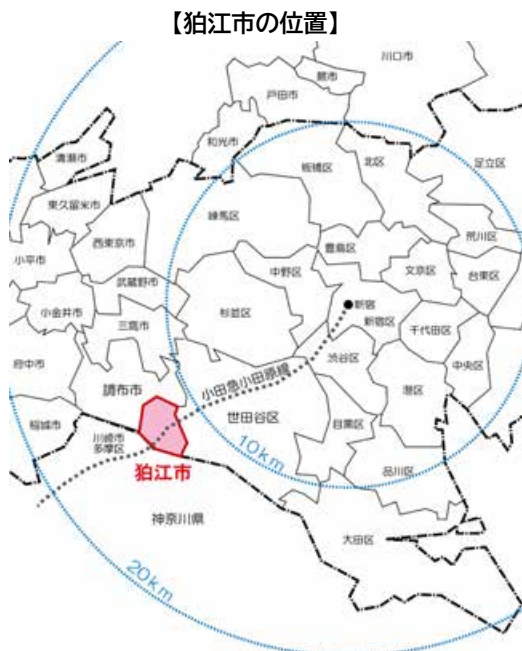 【狛江市の位置】
川口市
蕨市
戸田市
和光市
清瀬市
板橋区
北区
足立区
東久留米市
練馬区
荒川区
西東京市
豊島区
小平市
中野区
文京区
台東区
武蔵野市
新宿
小金井市
杉並区
新宿区
三鷹市
千代田区
府中市
渋谷区
中央区
小田急小田原線
調布市
港区
世田谷区
稲城市
目黒区
川崎市
多摩区
10km
品川区
狛江市
神奈川県
大田区
20km